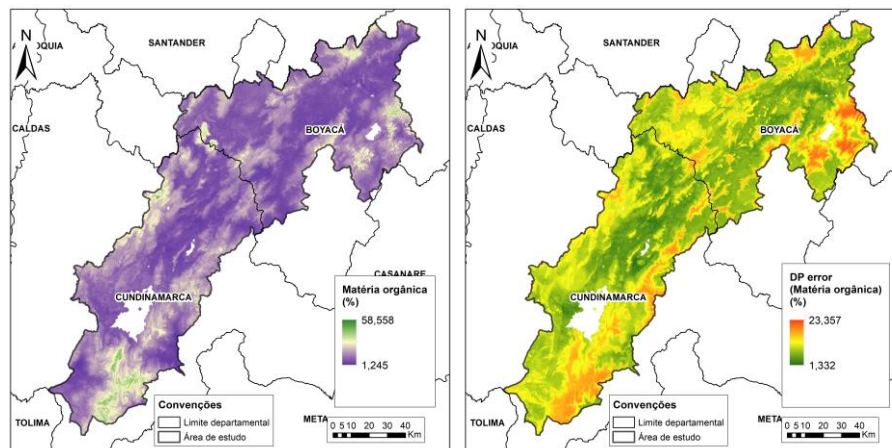 SANTANDER
N
CALDAS
BOYACÁ
CASANARE
CUNDINAMARCA
Matéria orgânica
(%)
58,558
1,245
TOLIMA
META
Convenções
Limite departamental
Área de estudo
0 5 10 20 30 40
Km
SANTANDER
N
CALDAS
BOYACÁ
CASANARE
CUNDINAMARCA
DP error
(Matéria orgânica)
(%)
23,357
1,332
TOLIMA
META
Convenções
Limite departamental
Área de estudo
0 5 10 20 30 40
Km